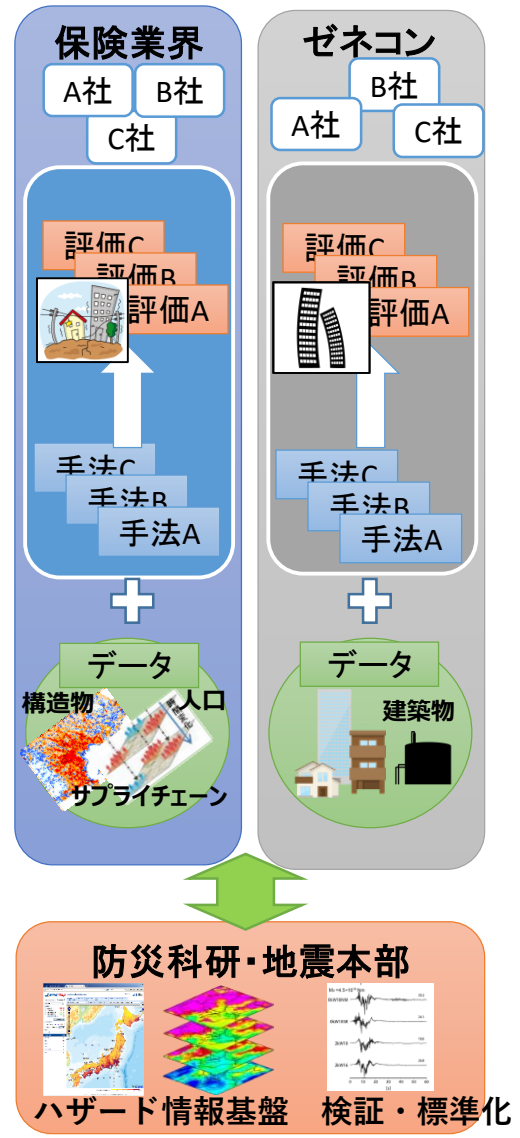 保険業界
A社
B社
C社
評価C
評価B
評価A
手法C
手法B
手法A
データ
構造物
人口
サプライチェーン
ゼネコン
B社
A社
C社
評価C
評価B
評価A
手法C
手法B
手法A
データ
建築物
防災科研・地震本部
ハザード情報基盤
検証・標準化